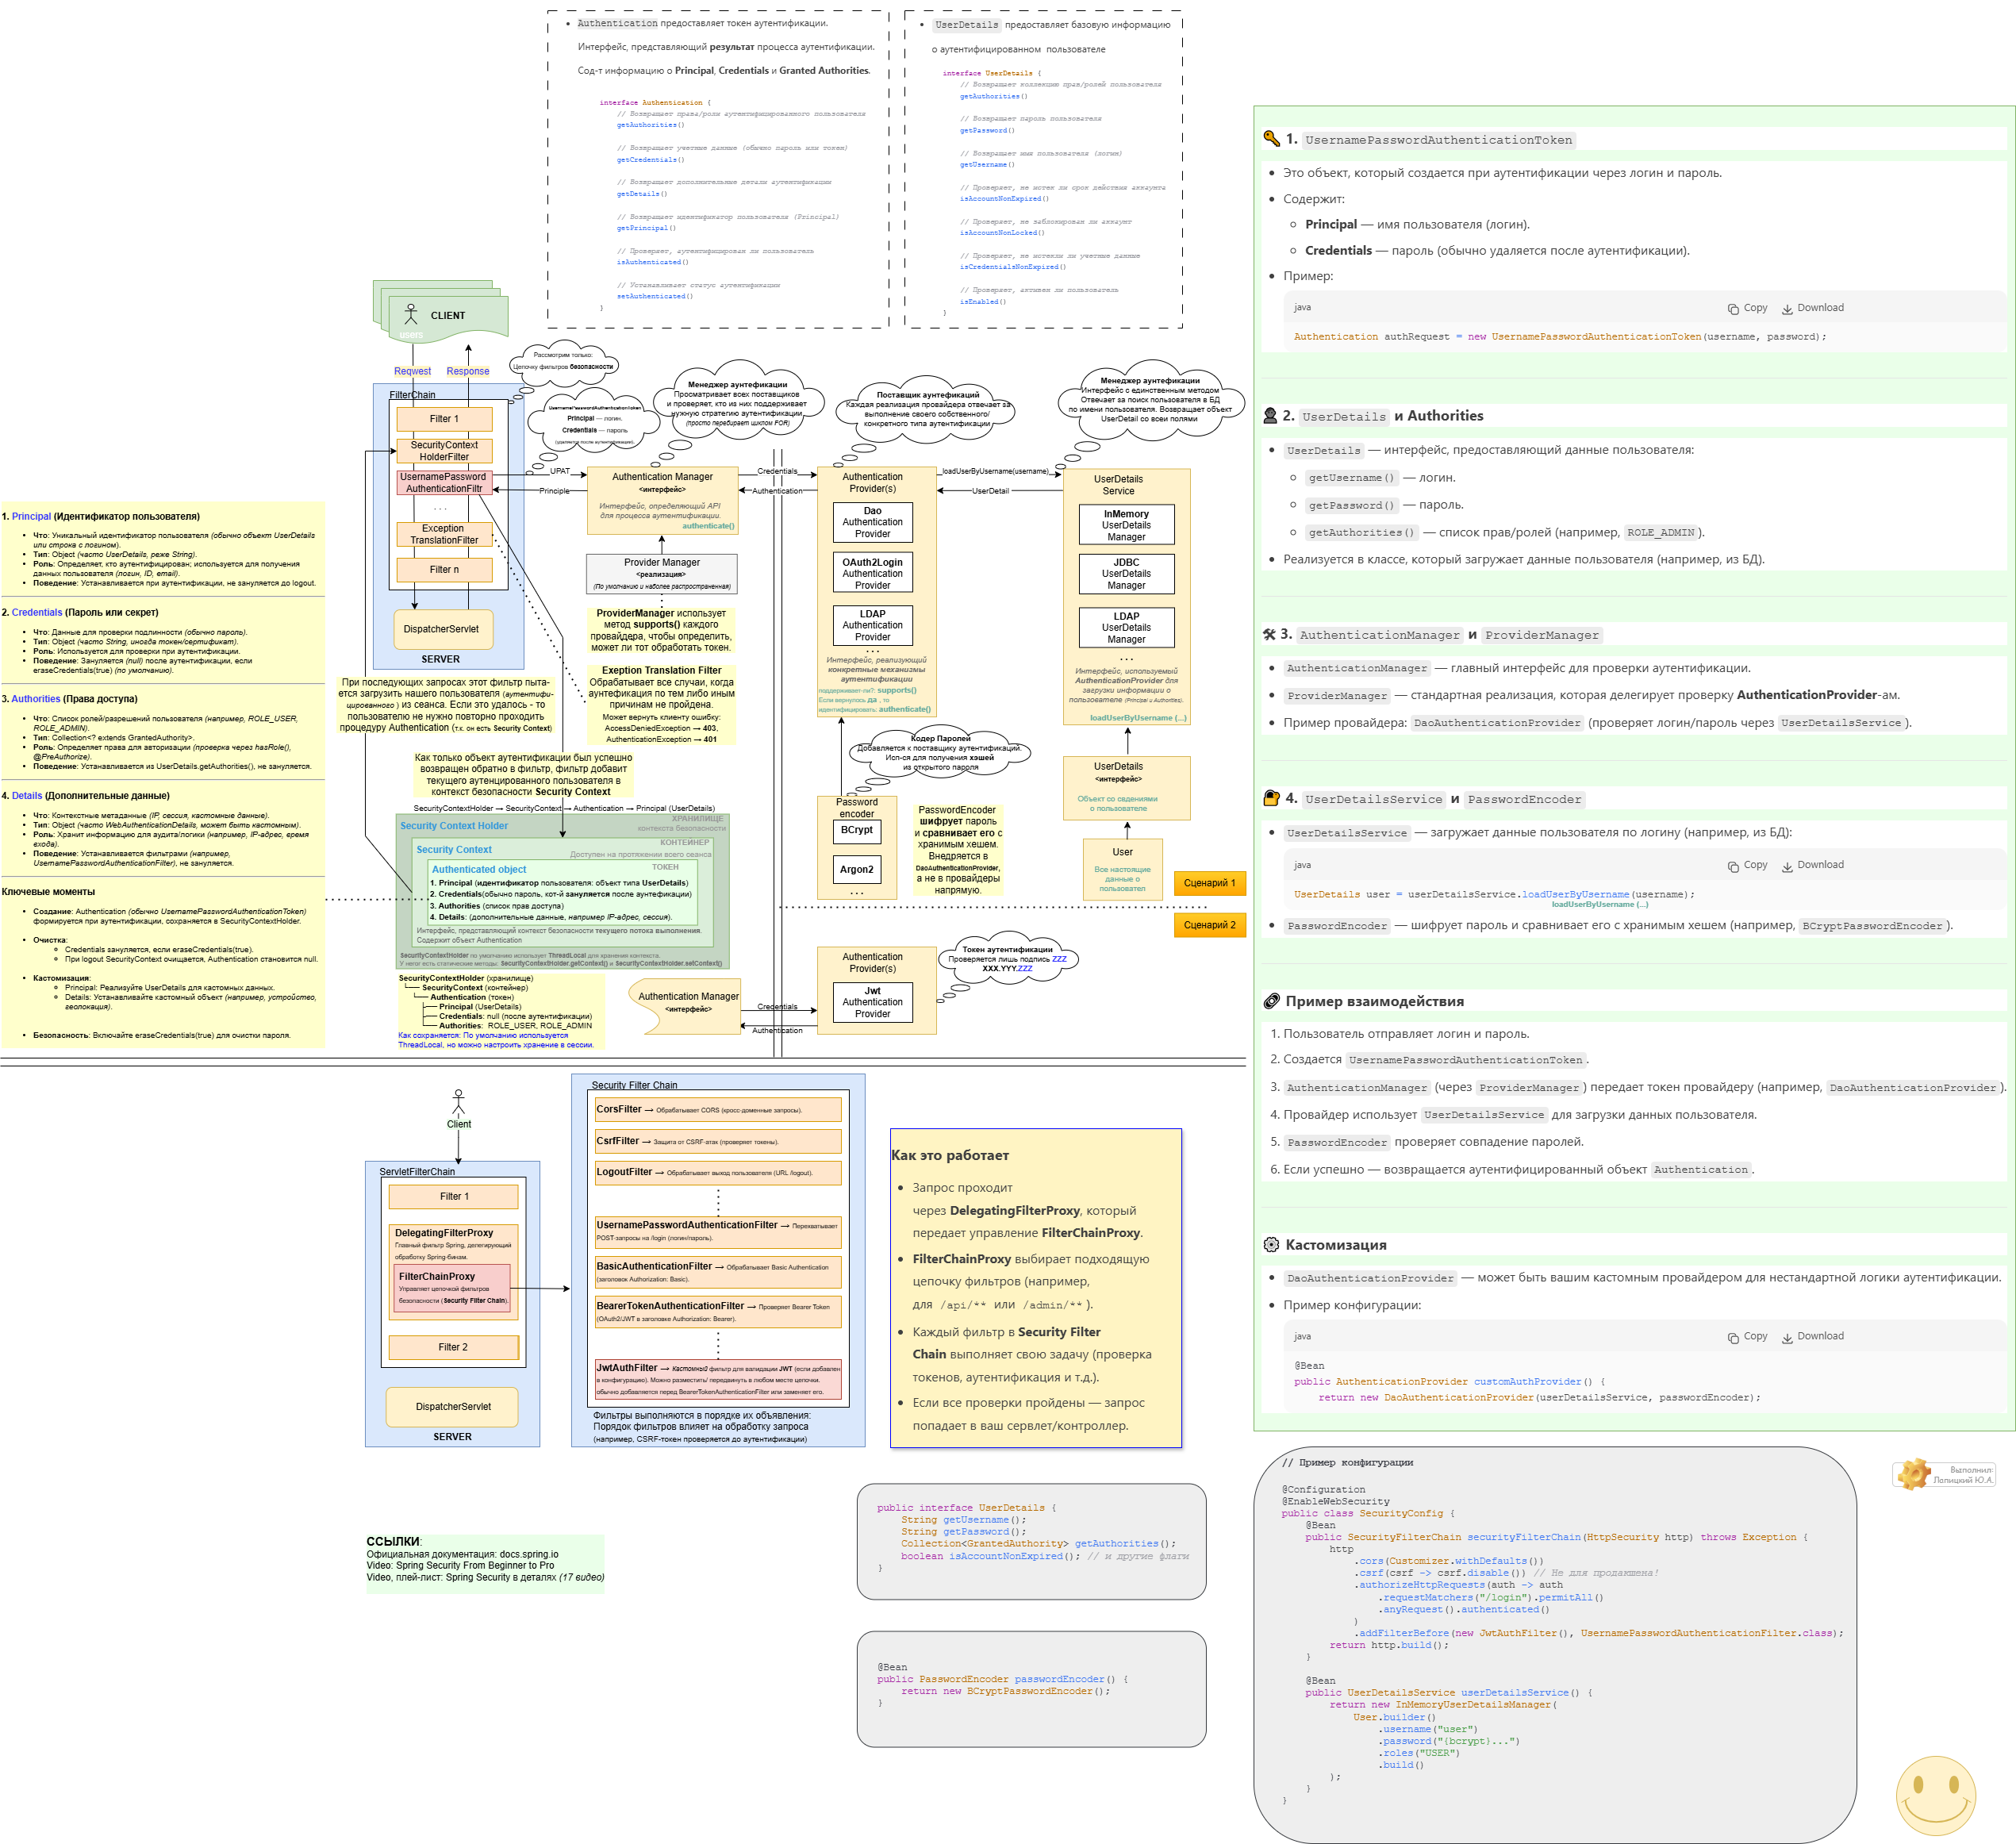 • Authentication предоставляет токен аутентификации.
Интерфейс, представляющий результат процесса аутентификации.
Сод-т информацию о Principal, Credentials и Granted Authorities.
interface Authentication {
// Возвращает права/роли аутентифицированного пользователя
getAuthorities()
// Возвращает учетные данные (обычно пароль или токен)
getCredentials()
// Возвращает дополнительные детали аутентификации
getDetails()
// Возвращает идентификатор пользователя (Principal)
getPrincipal()
// Проверяет, аутентифицирован ли пользователь
isAuthenticated()
// Устанавливает статус аутентификации
setAuthenticated()
}
• UserDetails предоставляет базовую информацию
о аутентифицированном пользователе
interface UserDetails {
// Возвращает коллекцию прав/ролей пользователя
getAuthorities()
// Возвращает пароль пользователя
getPassword()
// Возвращает имя пользователя (логин)
getUsername()
// Проверяет, не истек ли срок действия аккаунта
isAccountNonExpired()
// Проверяет, не заблокирован ли аккаунт
isAccountNonLocked()
// Проверяет, не истекли ли учетные данные
isCredentialsNonExpired()
// Проверяет, активен ли пользователь
isEnabled()
}
CLIENT
users
Reqwest
Response
Рассмотрим только:
Цепочку фильтров безопасности
UsernamePasswordAuthenticationToken
Principal — логин.
Credentials — пароль
(удаляется после аутентификации).
Менеджер аунтефикации
Просматривает всех поставщиков
и проверяет, кто из них поддерживает
нужную стратегию аутентификации
(просто перебирает циклом FOR)
Поставщик аунтефикаций
Каждая реализация провайдера отвечает за
выполнение своего собственного/
конкретного типа аутентификации
Менеджер аунтефикации
Интерфейс с единственным методом
Отвечает за поиск пользователя в БД
по имени пользователя. Возвращает объект
UserDetail со всеи полями
FilterChain
Filter 1
SecurityContext
HolderFilter
UsernamePassword
AuthenticationFiltr
. . .
Exception
TranslationFilter
Filter n
DispatcherServlet
SERVER
UPAT
Principle
Authentication Manager
<интерфейс>
Интерфейс, определяющий API
для процесса аутентификации.
authenticate()
Provider Manager
<реализация>
(По умолчанию и наболее распространенная)
ProviderManager использует
метод supports() каждого
провайдера, чтобы определить,
может ли тот обработать токен.
Exeption Translation Filter
Обрабатывает все случаи, когда
аунтефикация по тем либо иным
причинам не пройдена.
Может вернуть клиенту ошибку:
AccessDeniedException → 403,
AuthenticationException → 401
Credentials
Authentication
Authentication
Provider(s)
Dao
Authentication
Provider
OAuth2Login
Authentication
Provider
LDAP
Authentication
Provider
. . .
Интерфейс, реализующий
конкретные механизмы
аутентификации
поддерживает-ли?: supports()
Если вернулось да , то
идентифицировать: authenticate()
loadUserByUsername(username)
UserDetail
UserDetails
Service
InMemory
UserDetails
Manager
JDBC
UserDetails
Manager
LDAP
UserDetails
Manager
. . .
Интерфейс, используемый
AuthenticationProvider для
загрузки информации о
пользователе (Principal и Authorities).
loadUserByUsername (...)
UserDetails
<интерфейс>
Объект со сведениями
о пользователе
User
Все настоящие
данные о
пользовател
Кодер Паролей
Добавляется к поставщику аутентификаций.
Исп-ся для получения хэшей
из открытого пароля
Password
encoder
BCrypt
Argon2
. . .
PasswordEncoder
шифрует пароль
и сравнивает его с
хранимым хешем.
Внедряется в
DaoAuthenticationProvider,
а не в провайдеры
напрямую.
Сценарий 1
Сценарий 2
1. Principal (Идентификатор пользователя)
• Что: Уникальный идентификатор пользователя (обычно объект UserDetails
или строка с логином).
• Тип: Object (часто UserDetails, реже String).
• Роль: Определяет, кто аутентифицирован; используется для получения
данных пользователя (логин, ID, email).
• Поведение: Устанавливается при аутентификации, не зануляется до logout.
2. Credentials (Пароль или секрет)
• Что: Данные для проверки подлинности (обычно пароль).
• Тип: Object (часто String, иногда токен/сертификат).
• Роль: Используется для проверки при аутентификации.
• Поведение: Зануляется (null) после аутентификации, если
eraseCredentials(true) (по умолчанию).
3. Authorities (Права доступа)
• Что: Список ролей/разрешений пользователя (например, ROLE_USER,
ROLE_ADMIN).
• Тип: Collection<? extends GrantedAuthority>.
• Роль: Определяет права для авторизации (проверка через hasRole(),
@PreAuthorize).
• Поведение: Устанавливается из UserDetails.getAuthorities(), не зануляется.
4. Details (Дополнительные данные)
• Что: Контекстные метаданные (IP, сессия, кастомные данные).
• Тип: Object (часто WebAuthenticationDetails, может быть кастомным).
• Роль: Хранит информацию для аудита/логики (например, IP-адрес, время
входа).
• Поведение: Устанавливается фильтрами (например,
UsernamePasswordAuthenticationFilter), не зануляется.
Ключевые моменты
• Создание: Authentication (обычно UsernamePasswordAuthenticationToken)
формируется при аутентификации, сохраняется в SecurityContextHolder.
• Очистка:
Credentials зануляется, если eraseCredentials(true).
При logout SecurityContext очищается, Authentication становится null.
• Кастомизация:
Principal: Реализуйте UserDetails для кастомных данных.
Details: Устанавливайте кастомный объект (например, устройство,
геолокация).
• Безопасность: Включайте eraseCredentials(true) для очистки пароля.
При последующих запросах этот фильтр пыта-
ется загрузить нашего пользователя (аутентифи-
цированного ) из сеанса. Если это удалось - то
пользователю не нужно повторно проходить
процедуру Authentication (т.к. он есть Security Context)
Как только объект аутентификации был успешно
возвращен обратно в фильтр, фильтр добавит
текущего аутенцированного пользователя в
контекст безопасности Security Context
SecurityContextHolder → SecurityContext → Authentication → Principal (UserDetails)
ХРАНИЛИЩЕ
контекста безопасности
Security Context Holder
КОНТЕЙНЕР
Доступен на протяжении всего сеанса
Security Context
ТОКЕН
Authenticated object
1. Principal (идентификатор пользователя: объект типа UserDetails)
2. Credentials(обычно пароль, кот-й зануляется после аунтефикации)
3. Authorities (список прав доступа)
4. Details: (дополнительные данные, например IP-адрес, сессия).
Интерфейс, представляющий контекст безопасности текущего потока выполнения.
Содержит объект Authentication
SecurityContextHolder по умолчанию использует ThreadLocal для хранения контекста.
У негог есть статические методы: SecurityContextHolder.getContext() и SecurityContextHolder.setContext()
SecurityContextHolder (хранилище)
└── SecurityContext (контейнер)
└── Authentication (токен)
├── Principal (UserDetails)
├── Credentials: null (после аутентификации)
└── Authorities: ROLE_USER, ROLE_ADMIN
Как сохраняется: По умолчанию используется
ThreadLocal, но можно настроить хранение в сессии.
Authentication Manager
<интерфейс>
Credentials
Authentication
Authentication
Provider(s)
Jwt
Authentication
Provider
Токен аутентификации
Проверяется лишь подпись ZZZ
XXX.YYY.ZZZ
Client
ServletFilterChain
Filter 1
DelegatingFilterProxy
Главный фильтр Spring, делегирующий
обработку Spring-бинам.
FilterChainProxy
Управляет цепочкой фильтров
безопасности (Security Filter Chain).
Filter 2
DispatcherServlet
SERVER
Security Filter Chain
CorsFilter → Обрабатывает CORS (кросс-доменные запросы).
CsrfFilter → Защита от CSRF-атак (проверяет токены).
LogoutFilter → Обрабатывает выход пользователя (URL /logout).
UsernamePasswordAuthenticationFilter → Перехватывает
POST-запросы на /login (логин/пароль).
BasicAuthenticationFilter → Обрабатывает Basic Authentication
(заголовок Authorization: Basic).
BearerTokenAuthenticationFilter → Проверяет Bearer Token
(OAuth2/JWT в заголовке Authorization: Bearer).
JwtAuthFilter → Кастомный фильтр для валидации JWT (если добавлен
в конфигурацию). Можно разместить/ передвинуть в любом месте цепочки.
обычно добавляется перед BearerTokenAuthenticationFilter или заменяет его.
Фильтры выполняются в порядке их объявления:
Порядок фильтров влияет на обработку запроса
(например, CSRF-токен проверяется до аутентификации)
Как это работает
• Запрос проходит
через DelegatingFilterProxy, который
передает управление FilterChainProxy.
• FilterChainProxy выбирает подходящую
цепочку фильтров (например,
для /api/** или /admin/** ).
• Каждый фильтр в Security Filter
Chain выполняет свою задачу (проверка
токенов, аутентификация и т.д.).
• Если все проверки пройдены — запрос
попадает в ваш сервлет/контроллер.
ССЫЛКИ:
Официальная документация: docs.spring.io
Video: Spring Security From Beginner to Pro
Video, плей-лист: Spring Security в деталях (17 видео)
public interface UserDetails {
String getUsername();
String getPassword();
Collection<GrantedAuthority> getAuthorities();
boolean isAccountNonExpired(); // и другие флаги
}
@Bean
public PasswordEncoder passwordEncoder() {
return new BCryptPasswordEncoder();
}
1. UsernamePasswordAuthenticationToken
• Это объект, который создается при аутентификации через логин и пароль.
• Содержит:
Principal — имя пользователя (логин).
Credentials — пароль (обычно удаляется после аутентификации).
• Пример:
java
Copy Download
Authentication authRequest = new UsernamePasswordAuthenticationToken(username, password);
2. UserDetails и Authorities
• UserDetails — интерфейс, предоставляющий данные пользователя:
getUsername() — логин.
getPassword() — пароль.
getAuthorities() — список прав/ролей (например, ROLE_ADMIN ).
• Реализуется в классе, который загружает данные пользователя (например, из БД).
3. AuthenticationManager и ProviderManager
• AuthenticationManager — главный интерфейс для проверки аутентификации.
• ProviderManager — стандартная реализация, которая делегирует проверку AuthenticationProvider-ам.
• Пример провайдера: DaoAuthenticationProvider (проверяет логин/пароль через UserDetailsService ).
4. UserDetailsService и PasswordEncoder
• UserDetailsService — загружает данные пользователя по логину (например, из БД):
java
Copy Download
UserDetails user = userDetailsService.loadUserByUsername(username);
loadUserByUsername (...)
• PasswordEncoder — шифрует пароль и сравнивает его с хранимым хешем (например, BCryptPasswordEncoder ).
Пример взаимодействия
1. Пользователь отправляет логин и пароль.
2. Создается UsernamePasswordAuthenticationToken .
3. AuthenticationManager (через ProviderManager ) передает токен провайдеру (например, DaoAuthenticationProvider ).
4. Провайдер использует UserDetailsService для загрузки данных пользователя.
5. PasswordEncoder проверяет совпадение паролей.
6. Если успешно — возвращается аутентифицированный объект Authentication .
Кастомизация
• DaoAuthenticationProvider — может быть вашим кастомным провайдером для нестандартной логики аутентификации.
• Пример конфигурации:
java
Copy Download
@Bean
public AuthenticationProvider customAuthProvider() {
return new DaoAuthenticationProvider(userDetailsService, passwordEncoder);
// Пример конфигурации
@Configuration
@EnableWebSecurity
public class SecurityConfig {
@Bean
public SecurityFilterChain securityFilterChain(HttpSecurity http) throws Exception {
http
.cors(Customizer.withDefaults())
.csrf(csrf -> csrf.disable()) // Не для продакшена!
.authorizeHttpRequests(auth -> auth
.requestMatchers("/login").permitAll()
.anyRequest().authenticated()
)
.addFilterBefore(new JwtAuthFilter(), UsernamePasswordAuthenticationFilter.class);
return http.build();
}
@Bean
public UserDetailsService userDetailsService() {
return new InMemoryUserDetailsManager(
User.builder()
.username("user")
.password("{bcrypt}...")
.roles("USER")
.build()
);
}
}
Выполнил:
Лапицкий Ю.А.